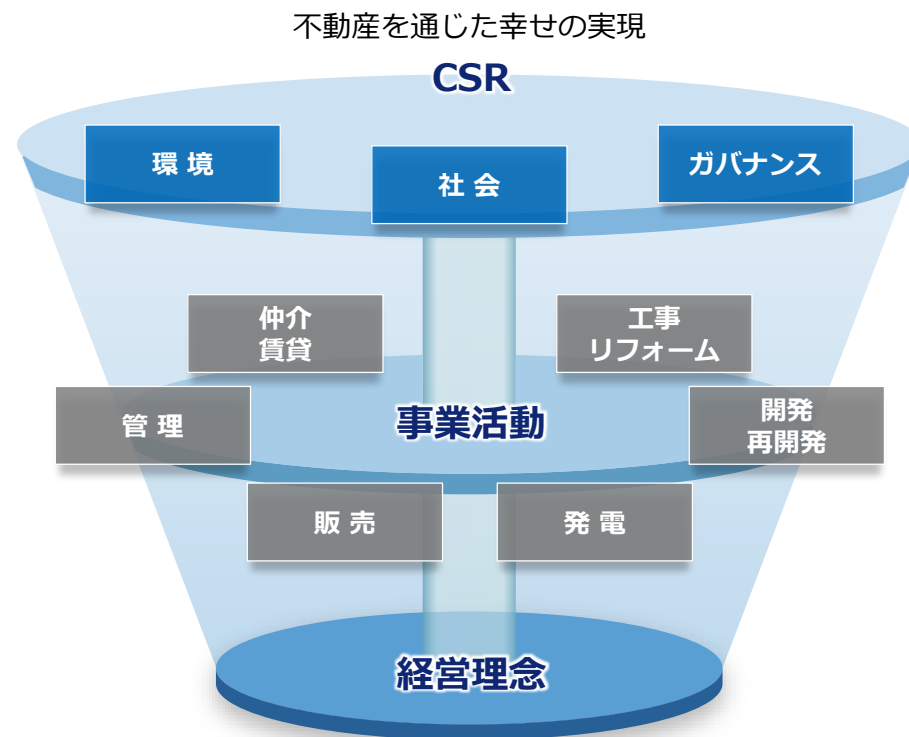 不動産を通じた幸せの実現
CSR
環 境
社 会
ガバナンス
仲介
賃貸
工事
リフォーム
管 理
事業活動
開発
再開発
販 売
発 電
経営理念